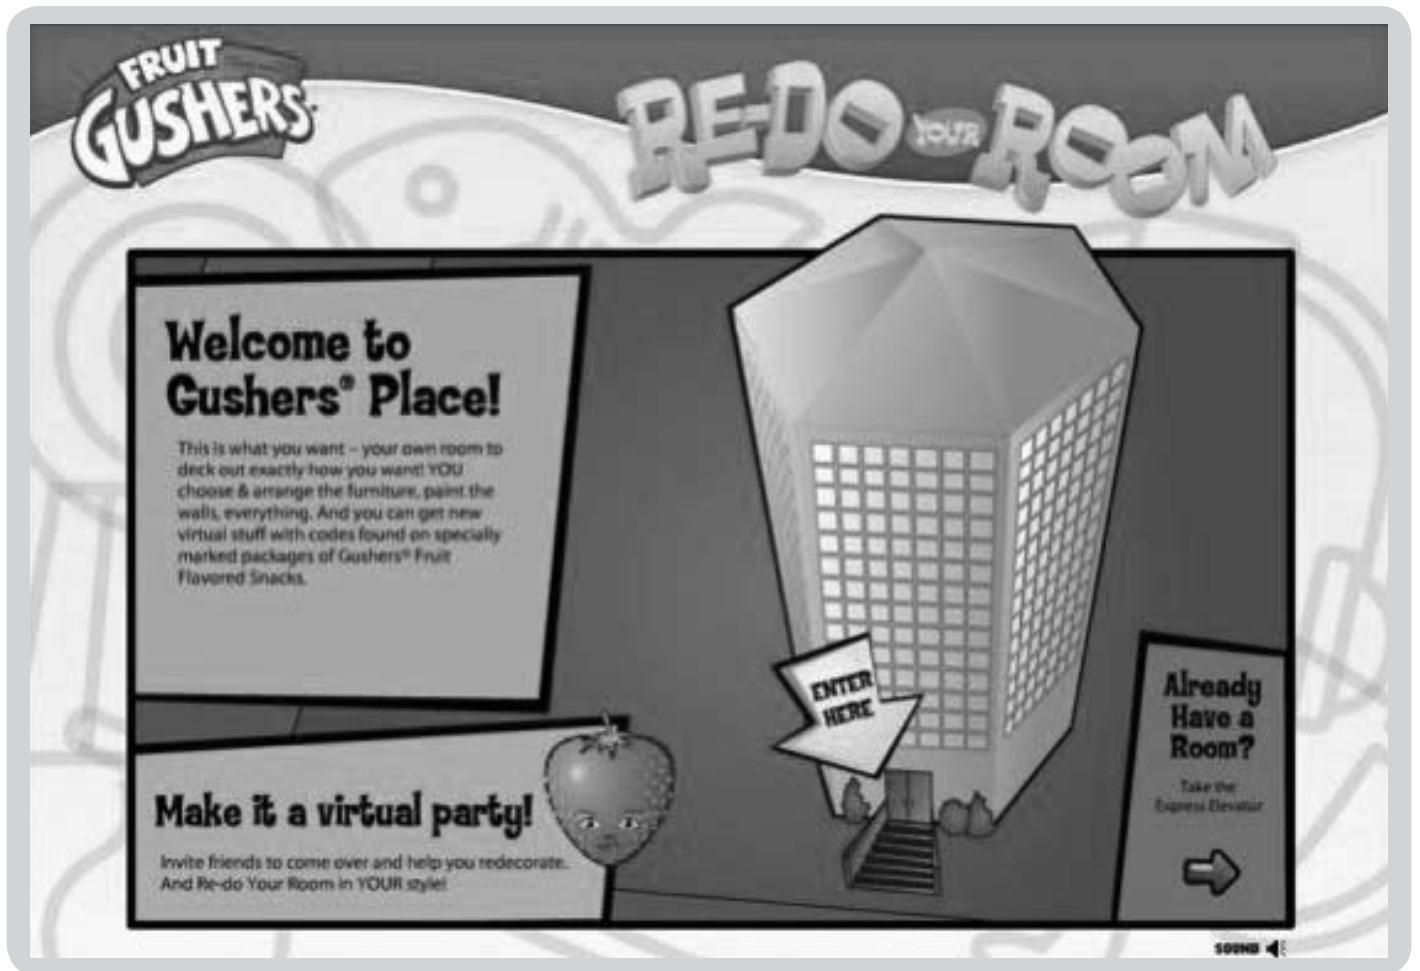 FRUIT
GUSHERS
RE-DO YOUR ROOM
Welcome to
Gushers® Place!
This is what you want – your own room to
deck out exactly how you want! YOU
choose & arrange the furniture, paint the
walls, everything. And you can get new
virtual stuff with codes found on specially
marked packages of Gushers® Fruit
Flavored Snacks.
ENTER
HERE
Make it a virtual party!
Invite friends to come over and help you redecorate.
And Re-do Your Room in YOUR style!
Already
Have a
Room?
Take the
Express Elevator
SOUND